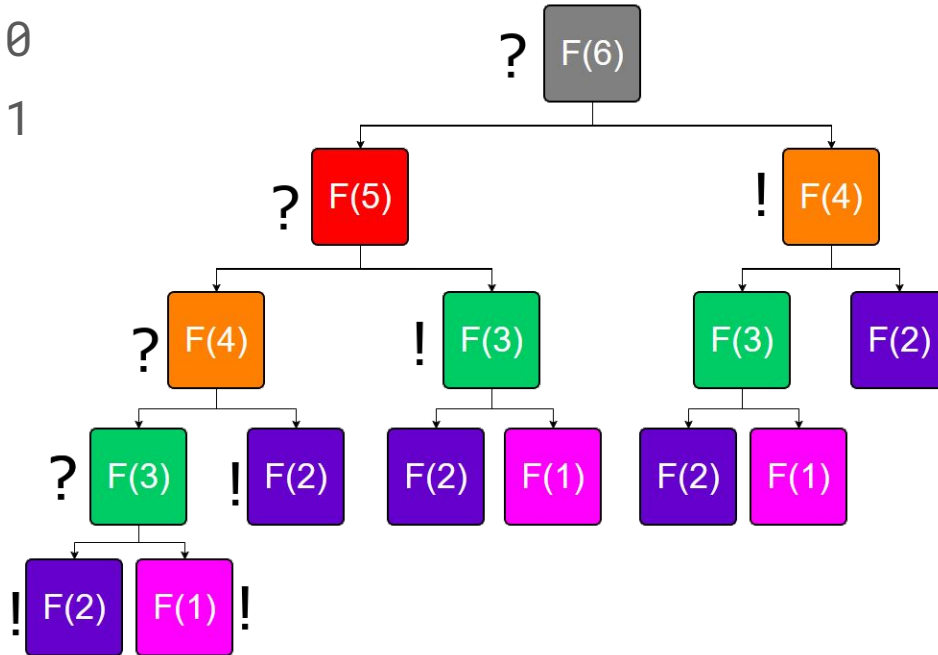 0
1
? F(6)
? F(5)
! F(4)
? F(4)
! F(3)
F(3)
F(2)
? F(3)
! F(2)
F(2)
F(1)
F(2)
F(1)
! F(2)
F(1) !